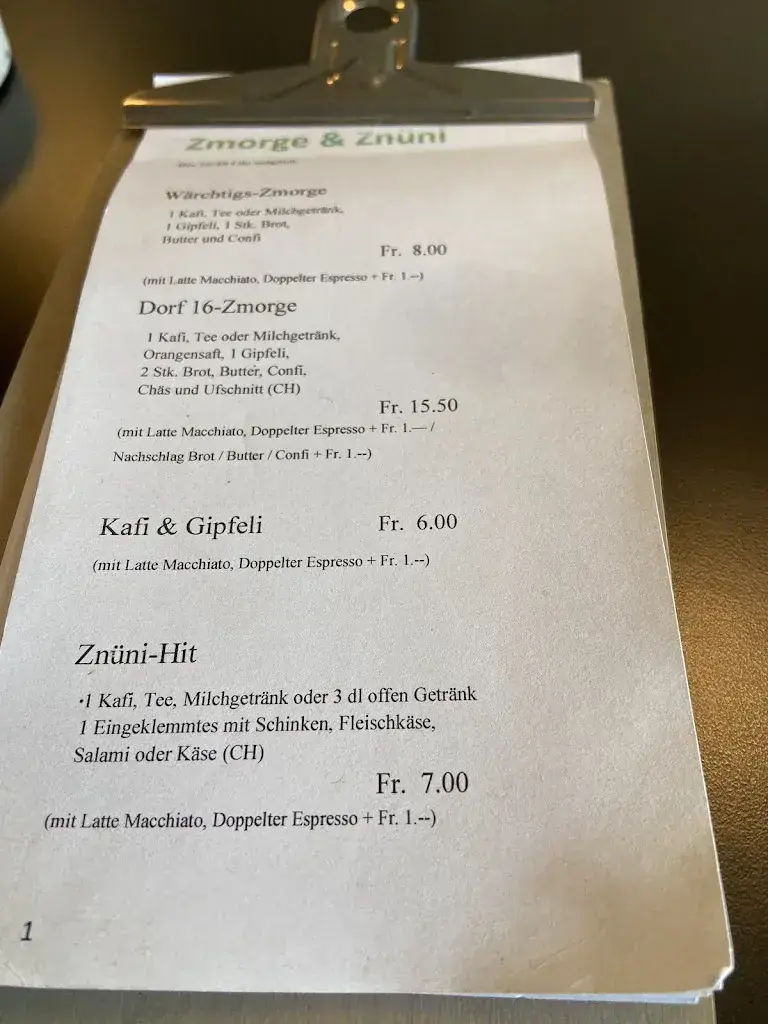 Zmorge & Znüni
Wärchtigs-Zmorge
1 Kafi, Tee oder Milchgetränk,
1 Gipfeli, 1 Stk. Brot,
Butter und Confi
Fr. 8.00
(mit Latte Macchiato, Doppelter Espresso + Fr. 1.--)
Dorf 16-Zmorge
1 Kafi, Tee oder Milchgetränk,
Orangensaft, 1 Gipfeli,
2 Stk. Brot, Butter, Confi,
Chäs und Ufschnitt (CH)
Fr. 15.50
(mit Latte Macchiato, Doppelter Espresso + Fr. 1.— /
Nachschlag Brot / Butter / Confi + Fr. 1.--)
Kafi & Gipfeli Fr. 6.00
(mit Latte Macchiato, Doppelter Espresso + Fr. 1.--)
Znüni-Hit
·1 Kafi, Tee, Milchgetränk oder 3 dl offen Getränk
1 Eingeklemmtes mit Schinken, Fleischkäse,
Salami oder Käse (CH)
Fr. 7.00
(mit Latte Macchiato, Doppelter Espresso + Fr. 1.--)
1